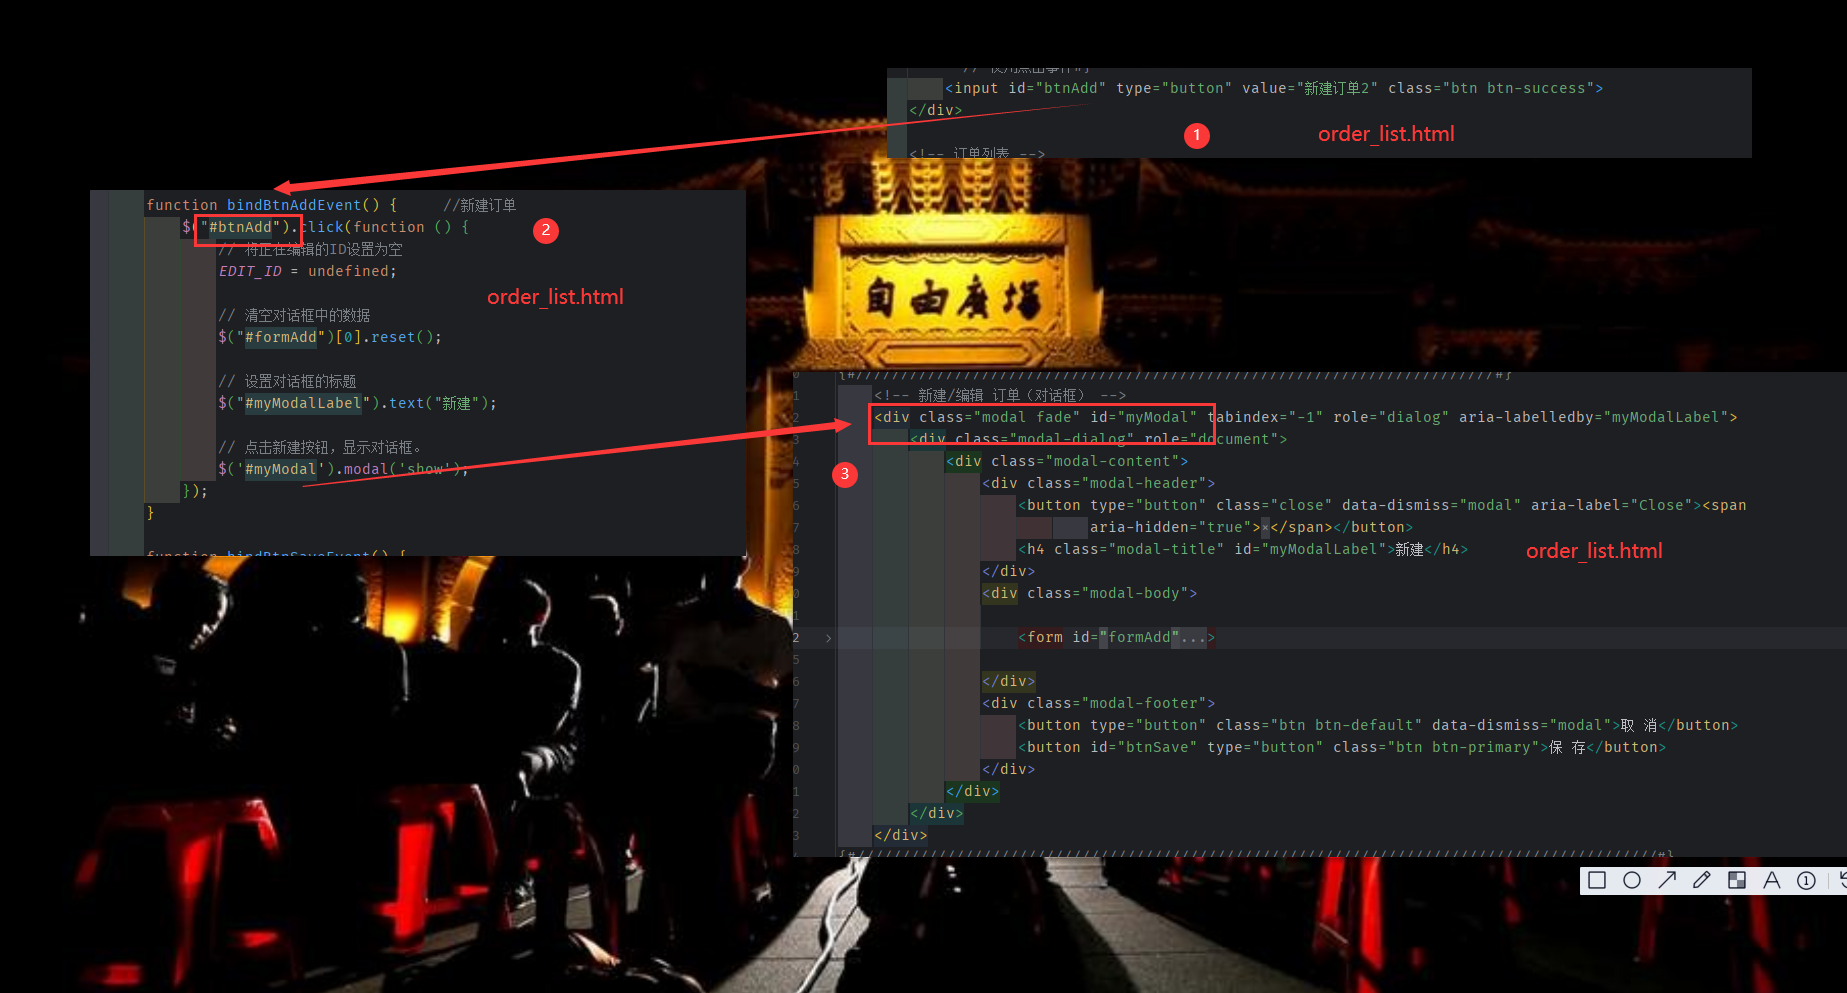 <input id="btnAdd" type="button" value="新建订单2" class="btn btn-success">
</div>
1
order_list.html
<!-- 订单列表 -->
function bindBtnAddEvent() { //新建订单
$("#btnAdd").click(function () {
2
// 将正在编辑的ID设置为空
EDIT_ID = undefined;
order_list.html
// 清空对话框中的数据
$("#formAdd")[0].reset();
// 设置对话框的标题
$("#myModalLabel").text("新建");
// 点击新建按钮，显示对话框。
$('#myModal').modal('show');
});
}
function bindBtnSaveEvent() {
自由廣場
<!-- 新建/编辑 订单（对话框） -->
<div class="modal fade" id="myModal" tabindex="-1" role="dialog" aria-labelledby="myModalLabel">
<div class="modal-dialog" role="document">
3
<div class="modal-content">
<div class="modal-header">
<button type="button" class="close" data-dismiss="modal" aria-label="Close"><span
aria-hidden="true">×</span></button>
<h4 class="modal-title" id="myModalLabel">新建</h4>
order_list.html
</div>
<div class="modal-body">
<form id="formAdd"...>
</div>
<div class="modal-footer">
<button type="button" class="btn btn-default" data-dismiss="modal">取 消</button>
<button id="btnSave" type="button" class="btn btn-primary">保 存</button>
</div>
</div>
</div>
</div>